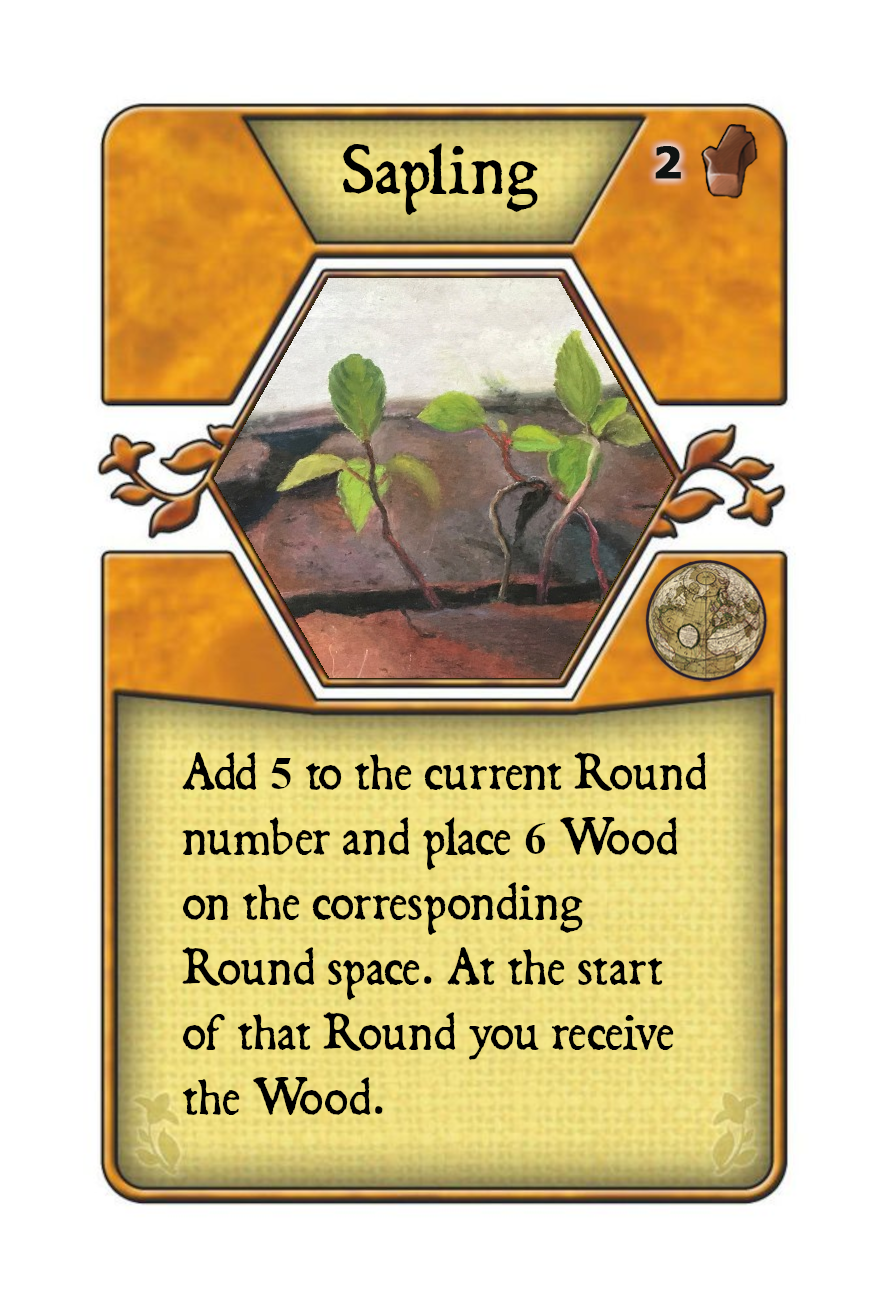 Sapling
2
Add 5 to the current Round
number and place 6 Wood
on the corresponding
Round space. At the start
of that Round you receive
the Wood.